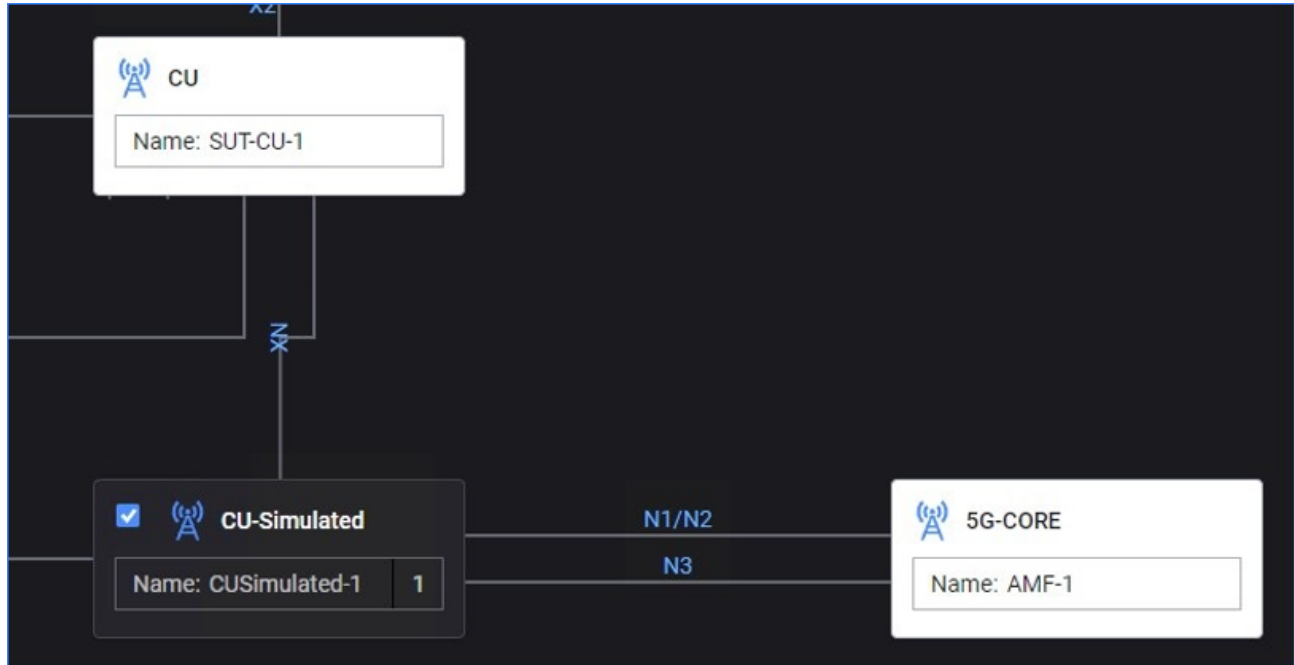 X2
CU
Name: SUT-CU-1
XN
CU-Simulated
Name: CUSimulated-1 1
N1/N2
N3
5G-CORE
Name: AMF-1